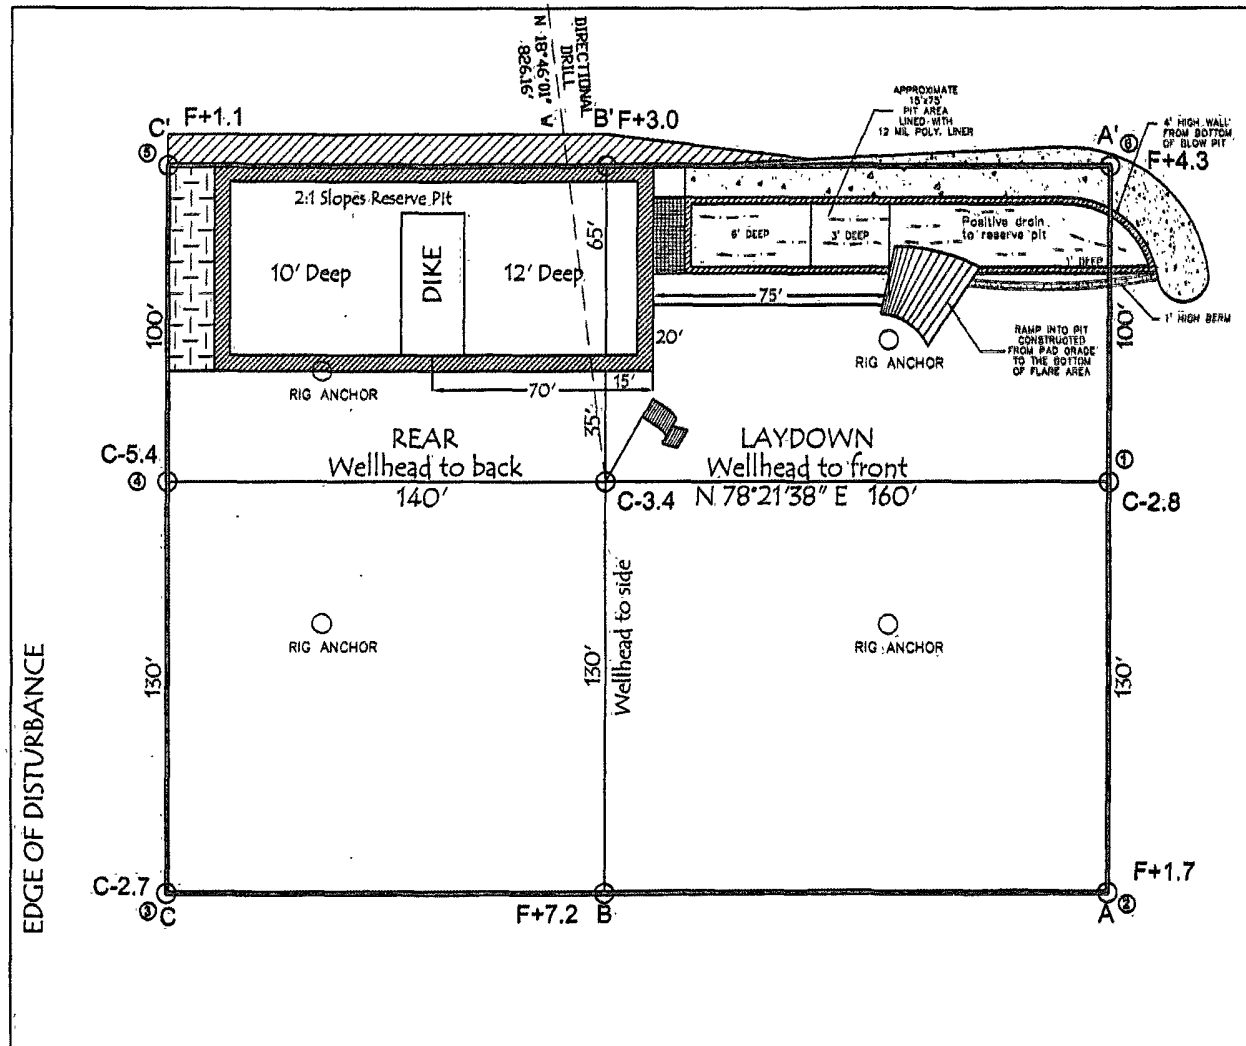 DIRECTIONAL
DRILL
N 18°46'01" W
826.16'
C'
F+1.1
B'
F+3.0
A'
F+4.3
⑤
⑥
APPROXIMATE
15'x75'
PIT AREA
LINED WITH
12 MIL POLY. LINER
4' HIGH WALL
FROM BOTTOM
OF BLOW PIT
2:1 Slopes Reserve Pit
10' Deep
DIKE
12' Deep
65'
6' DEEP
3' DEEP
Positive drain
to reserve pit
1' DEEP
1' HIGH BERM
75'
20'
15'
70'
35'
100'
100'
RIG ANCHOR
RIG ANCHOR
RAMP INTO PIT
CONSTRUCTED
FROM PAD GRADE
TO THE BOTTOM
OF FLARE AREA
C-5.4
④
REAR
Wellhead to back
140'
C-3.4
LAYDOWN
Wellhead to front
N 78°21'38" E 160'
①
C-2.8
Wellhead to side
130'
130'
130'
RIG ANCHOR
RIG ANCHOR
EDGE OF DISTURBANCE
C-2.7
③
C
F+7.2
B
F+1.7
A
②